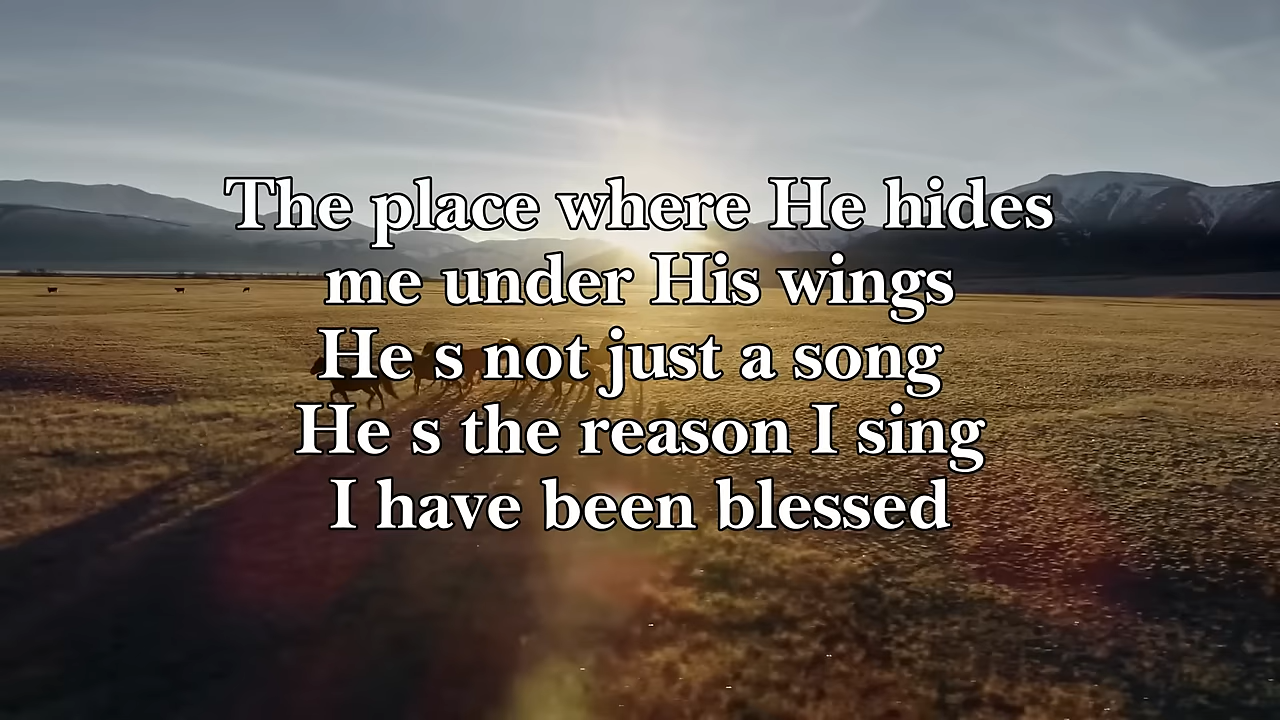 The place where He hides
me under His wings
He s not just a song
He s the reason I sing
I have been blessed